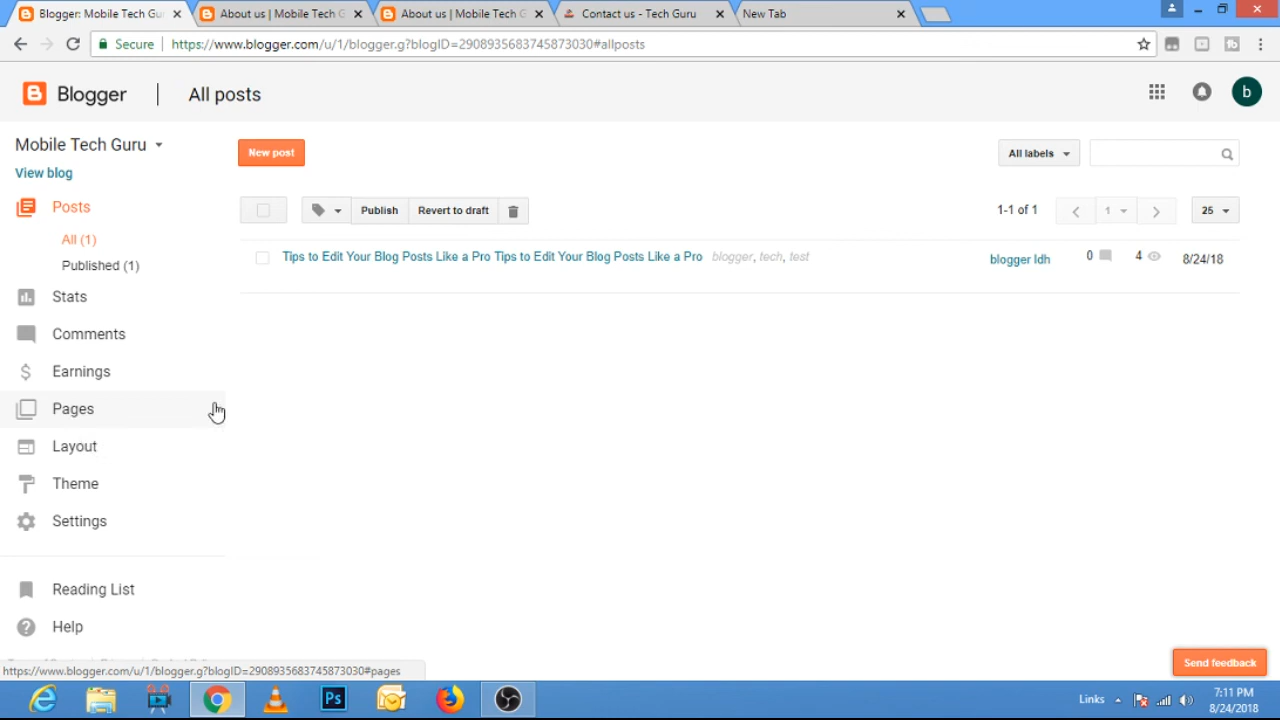 Blogger: Mobile Tech Gu
About us | Mobile Tech G
About us | Mobile Tech G
Contact us - Tech Guru
New Tab
Secure
https://www.blogger.com/u/1/blogger.g?blogID=2908935683745873030#allposts
Blogger
All posts
b
Mobile Tech Guru
View blog
New post
All labels
Posts
All (1)
Published (1)
Stats
Comments
Earnings
Pages
Layout
Theme
Settings
Reading List
Help
Publish
Revert to draft
1-1 of 1
1
25
Tips to Edit Your Blog Posts Like a Pro Tips to Edit Your Blog Posts Like a Pro blogger, tech, test
blogger ldh
0
4
8/24/18
https://www.blogger.com/u/1/blogger.g?blogID=2908935683745873030#pages
Send feedback
Ps
Links
7:11 PM
8/24/2018